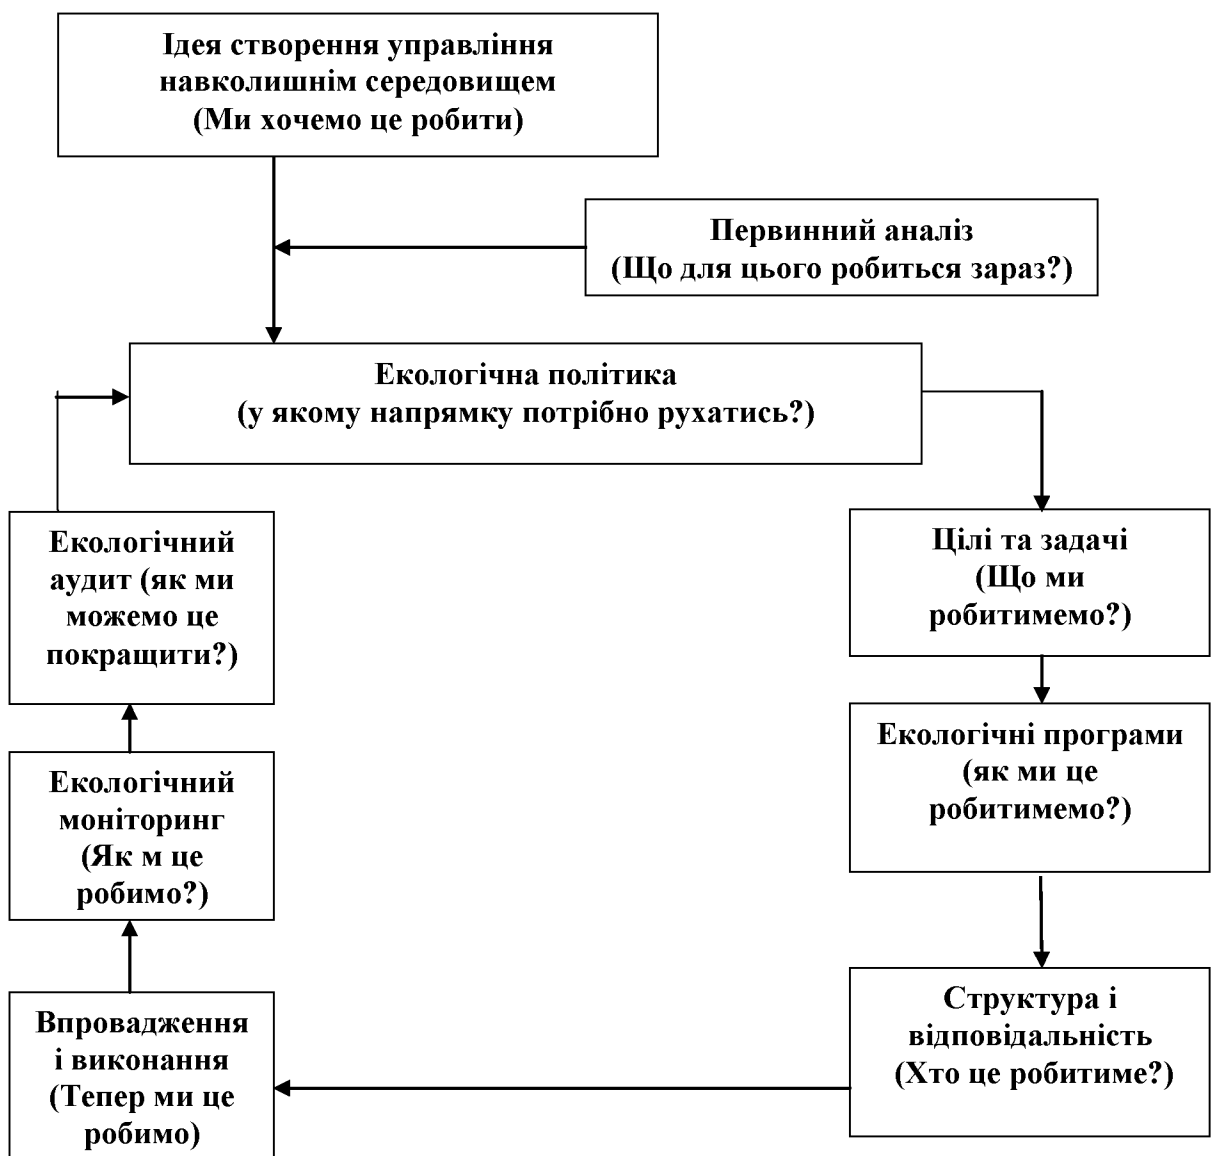 Ідея створення управління
навколишнім середовищем
(Ми хочемо це робити)
Первинний аналіз
(Що для цього робиться зараз?)
Екологічна політика
(у якому напрямку потрібно рухатись?)
Цілі та задачі
(Що ми
робитимемо?)
Екологічні програми
(як ми це
робитимемо?)
Структура і
відповідальність
(Хто це робитиме?)
Впровадження
і виконання
(Тепер ми це
робимо)
Екологічний
моніторинг
(Як м це
робимо?)
Екологічний
аудит (як ми
можемо це
покращити?)